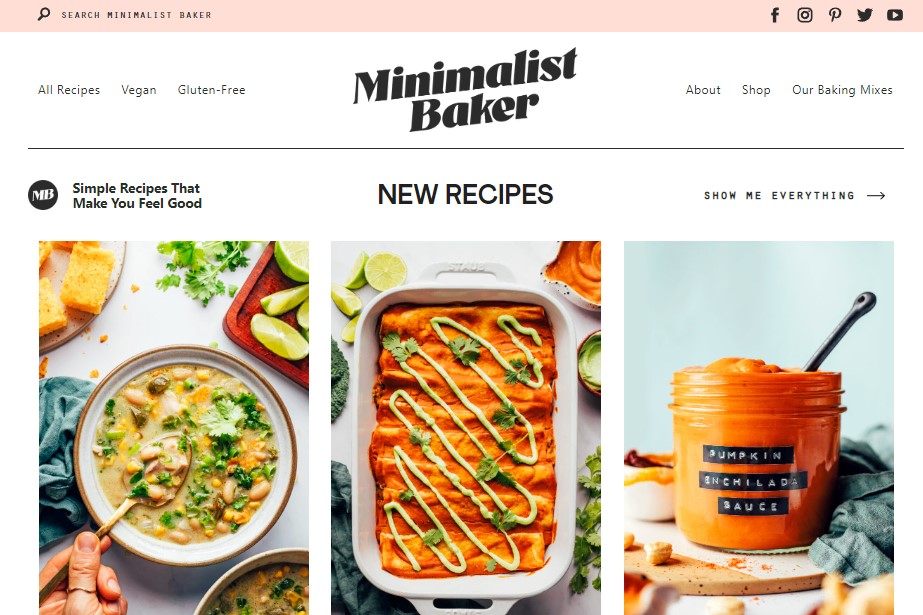 SEARCH MINIMALIST BAKER
All Recipes Vegan Gluten-Free
Minimalist
Baker
About Shop Our Baking Mixes
MB
Simple Recipes That
Make You Feel Good
NEW RECIPES
SHOW ME EVERYTHING
STAUB
PUMPKIN
ENCHILADA
SAUCE